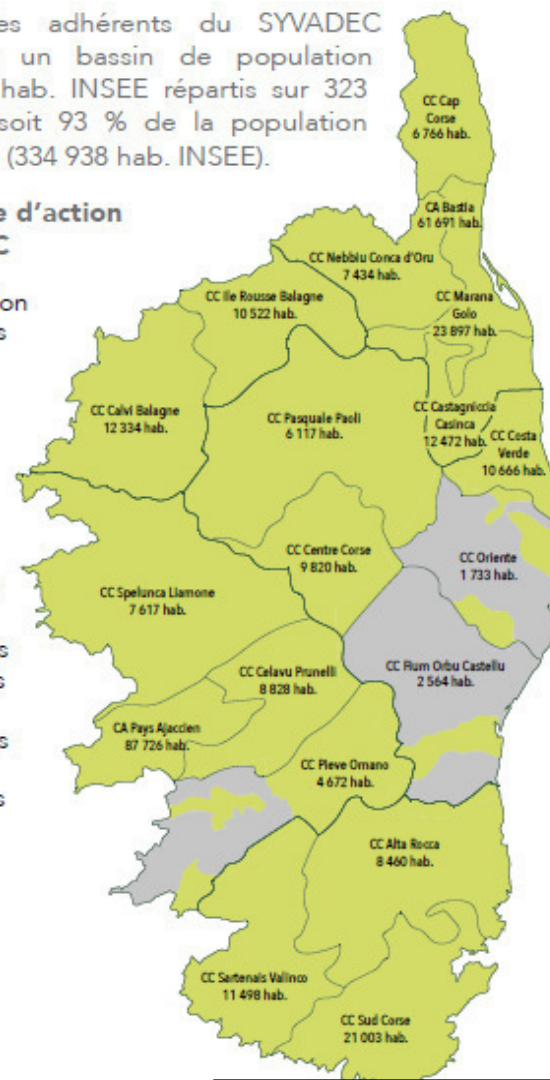 es adhérents du SYVADEC
un bassin de population
hab. INSEE répartis sur 323
soit 93 % de la population
(334 938 hab. INSEE).
e d'action
C
on
s
s
s
s
s
CC Cap
Corse
6 766 hab.
CA Bastia
61 691 hab.
CC Nebbiu Conca d'Oru
7 434 hab.
CC Ile Rousse Balagne
10 522 hab.
CC Marana
Golo
23 897 hab.
CC Calvi Balagne
12 334 hab.
CC Pasquale Paoli
6 117 hab.
CC Castagniccia
Casinca
12 472 hab.
CC Costa
Verde
10 666 hab.
CC Centre Corse
9 820 hab.
CC Oriente
1 733 hab.
CC Spelunca Liamone
7 617 hab.
CC Fium Orbu Castellu
2 564 hab.
CC Celavu Prunelli
8 828 hab.
CA Pays Ajaccien
87 726 hab.
CC Pieve Ornano
4 672 hab.
CC Alta Rocca
8 460 hab.
CC Sartenais Valinco
11 498 hab.
CC Sud Corse
21 003 hab.